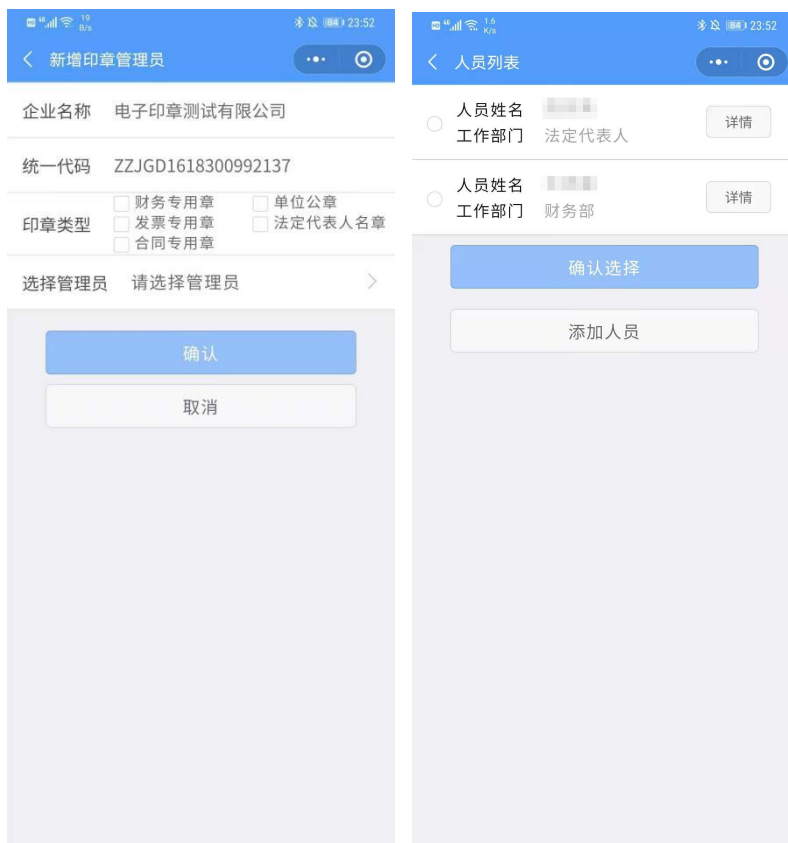 19
B/s
84
23:52
新增印章管理员
企业名称 电子印章测试有限公司
统一代码 ZZJGD1618300992137
印章类型
财务专用章 单位公章
发票专用章 法定代表人名章
合同专用章
选择管理员 请选择管理员
确认
取消
1.6
K/s
84
23:52
人员列表
人员姓名
工作部门 法定代表人
详情
人员姓名
工作部门 财务部
详情
确认选择
添加人员